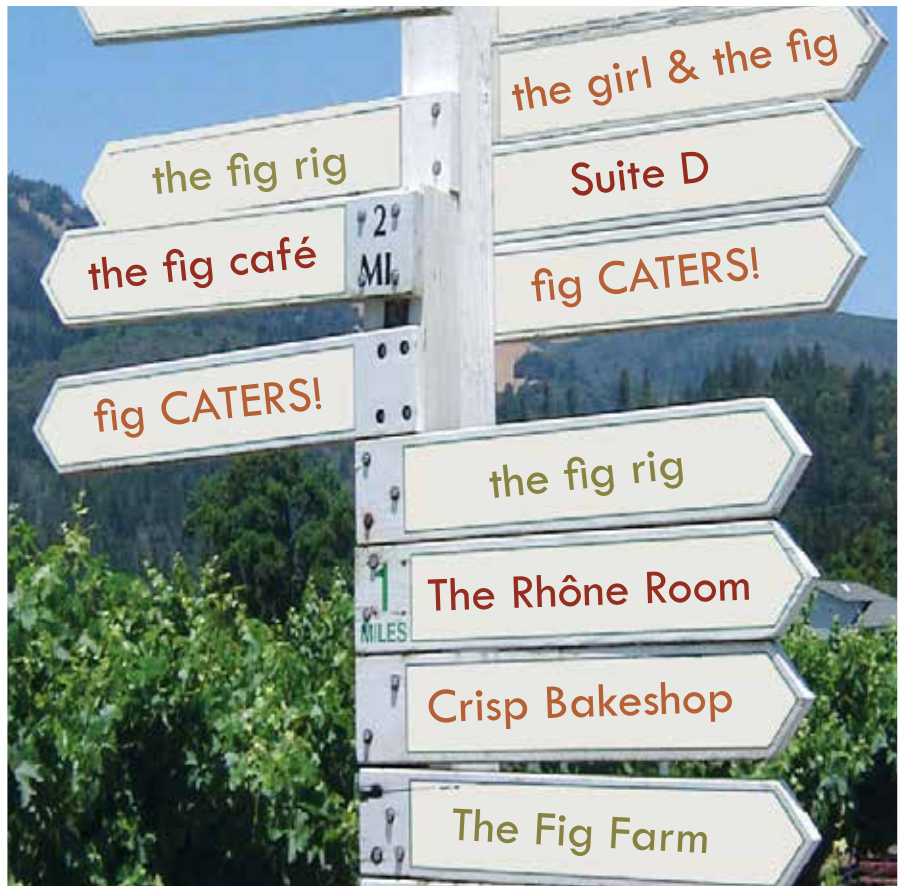 the girl & the fig
the fig rig
Suite D
the fig café
2
MI.
fig CATERS!
fig CATERS!
the fig rig
1
MILES
The Rhône Room
Crisp Bakeshop
The Fig Farm